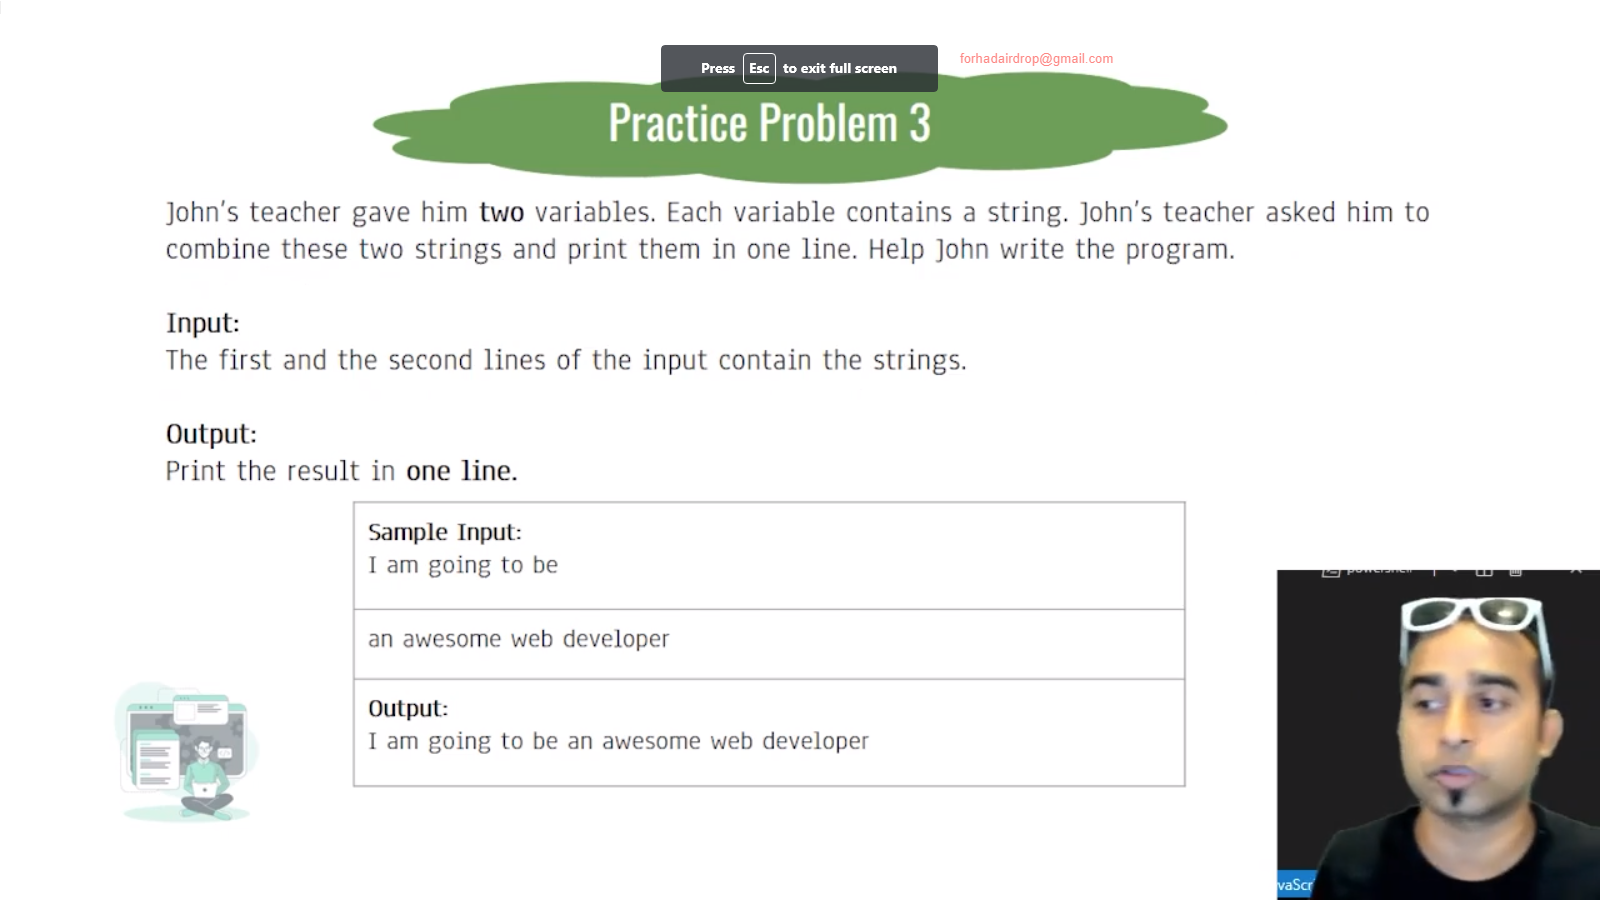 Press Esc to exit full screen
forhadairdrop@gmail.com
Practice Problem 3
John's teacher gave him two variables. Each variable contains a string. John's teacher asked him to
combine these two strings and print them in one line. Help John write the program.
Input:
The first and the second lines of the input contain the strings.
Output:
Print the result in one line.
Sample Input:
I am going to be
an awesome web developer
Output:
I am going to be an awesome web developer
powershell
vaScri